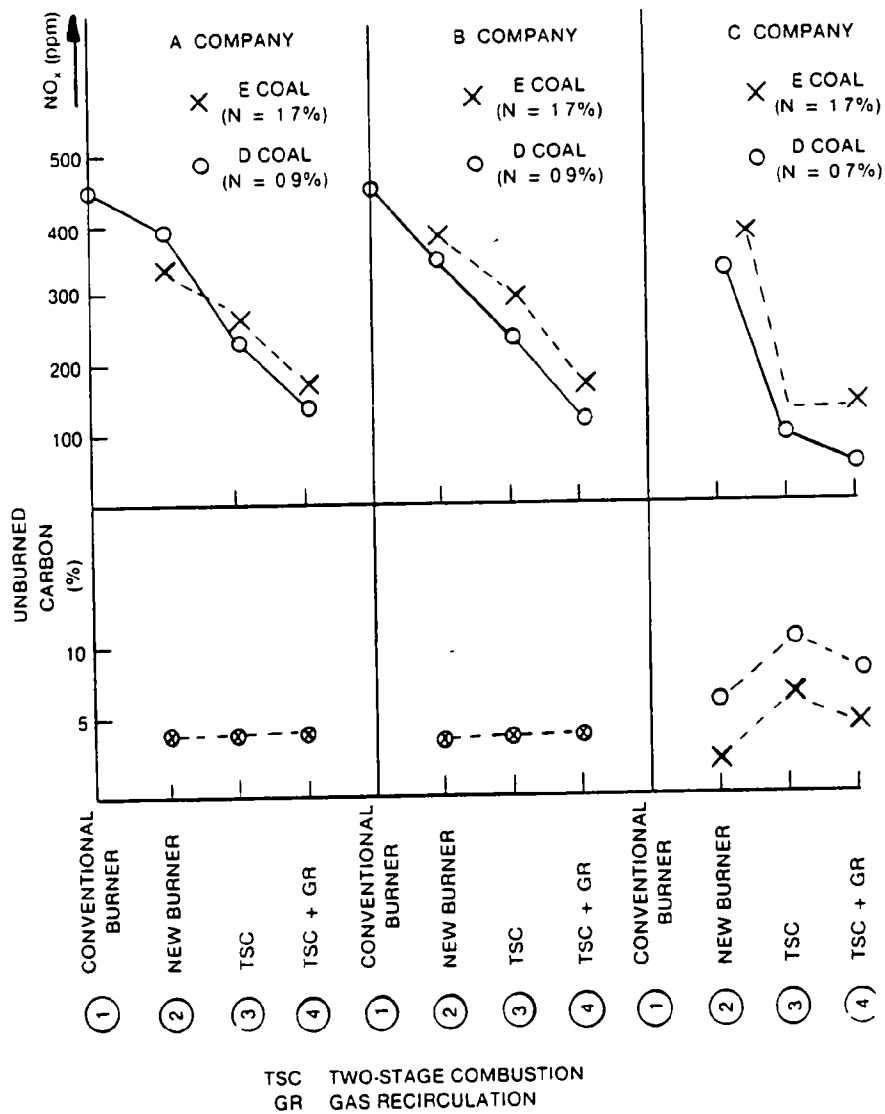 NOx (ppm)
A COMPANY
E COAL
(N = 1 7%)
D COAL
(N = 0 9%)
B COMPANY
E COAL
(N = 1 7%)
D COAL
(N = 0 9%)
C COMPANY
E COAL
(N = 1 7%)
D COAL
(N = 0 7%)
500
400
300
200
100
UNBURNED
CARBON
(%)
10
5
CONVENTIONAL
BURNER
NEW BURNER
TSC
TSC + GR
CONVENTIONAL
BURNER
NEW BURNER
TSC
TSC + GR
CONVENTIONAL
BURNER
NEW BURNER
TSC
TSC + GR
1
2
3
4
1
2
3
4
1
2
3
4
TSC TWO-STAGE COMBUSTION
GR GAS RECIRCULATION